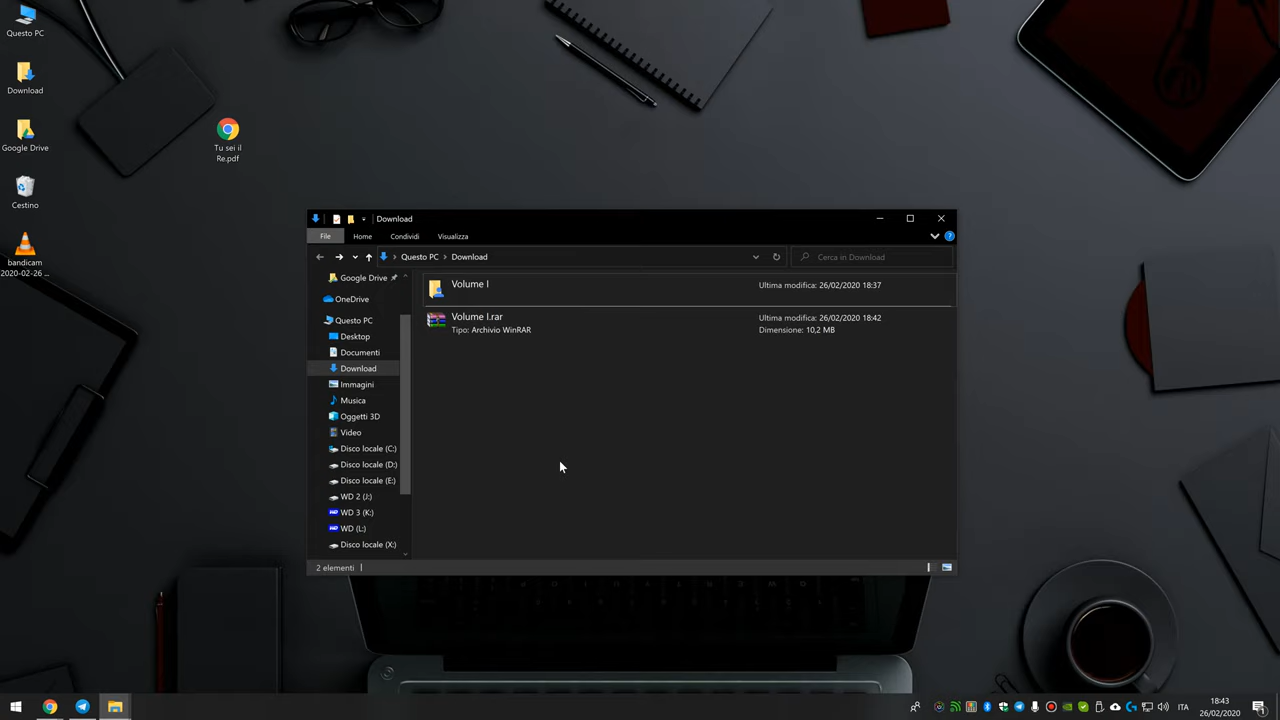 Questo PC
Download
Google Drive
Cestino
bandicam
2020-02-26 ...
Tu sei il
Re.pdf
Download
File
Home
Condividi
Visualizza
Questo PC
Download
Cerca in Download
Google Drive
OneDrive
Questo PC
Desktop
Documenti
Download
Immagini
Musica
Oggetti 3D
Video
Disco locale (C:)
Disco locale (D:)
Disco locale (E:)
WD 2 (J:)
WD 3 (K:)
WD (L:)
Disco locale (X:)
Volume I
Ultima modifica: 26/02/2020 18:37
Volume I.rar
Tipo: Archivio WinRAR
Ultima modifica: 26/02/2020 18:42
Dimensione: 10,2 MB
2 elementi
ITA
18:43
26/02/2020